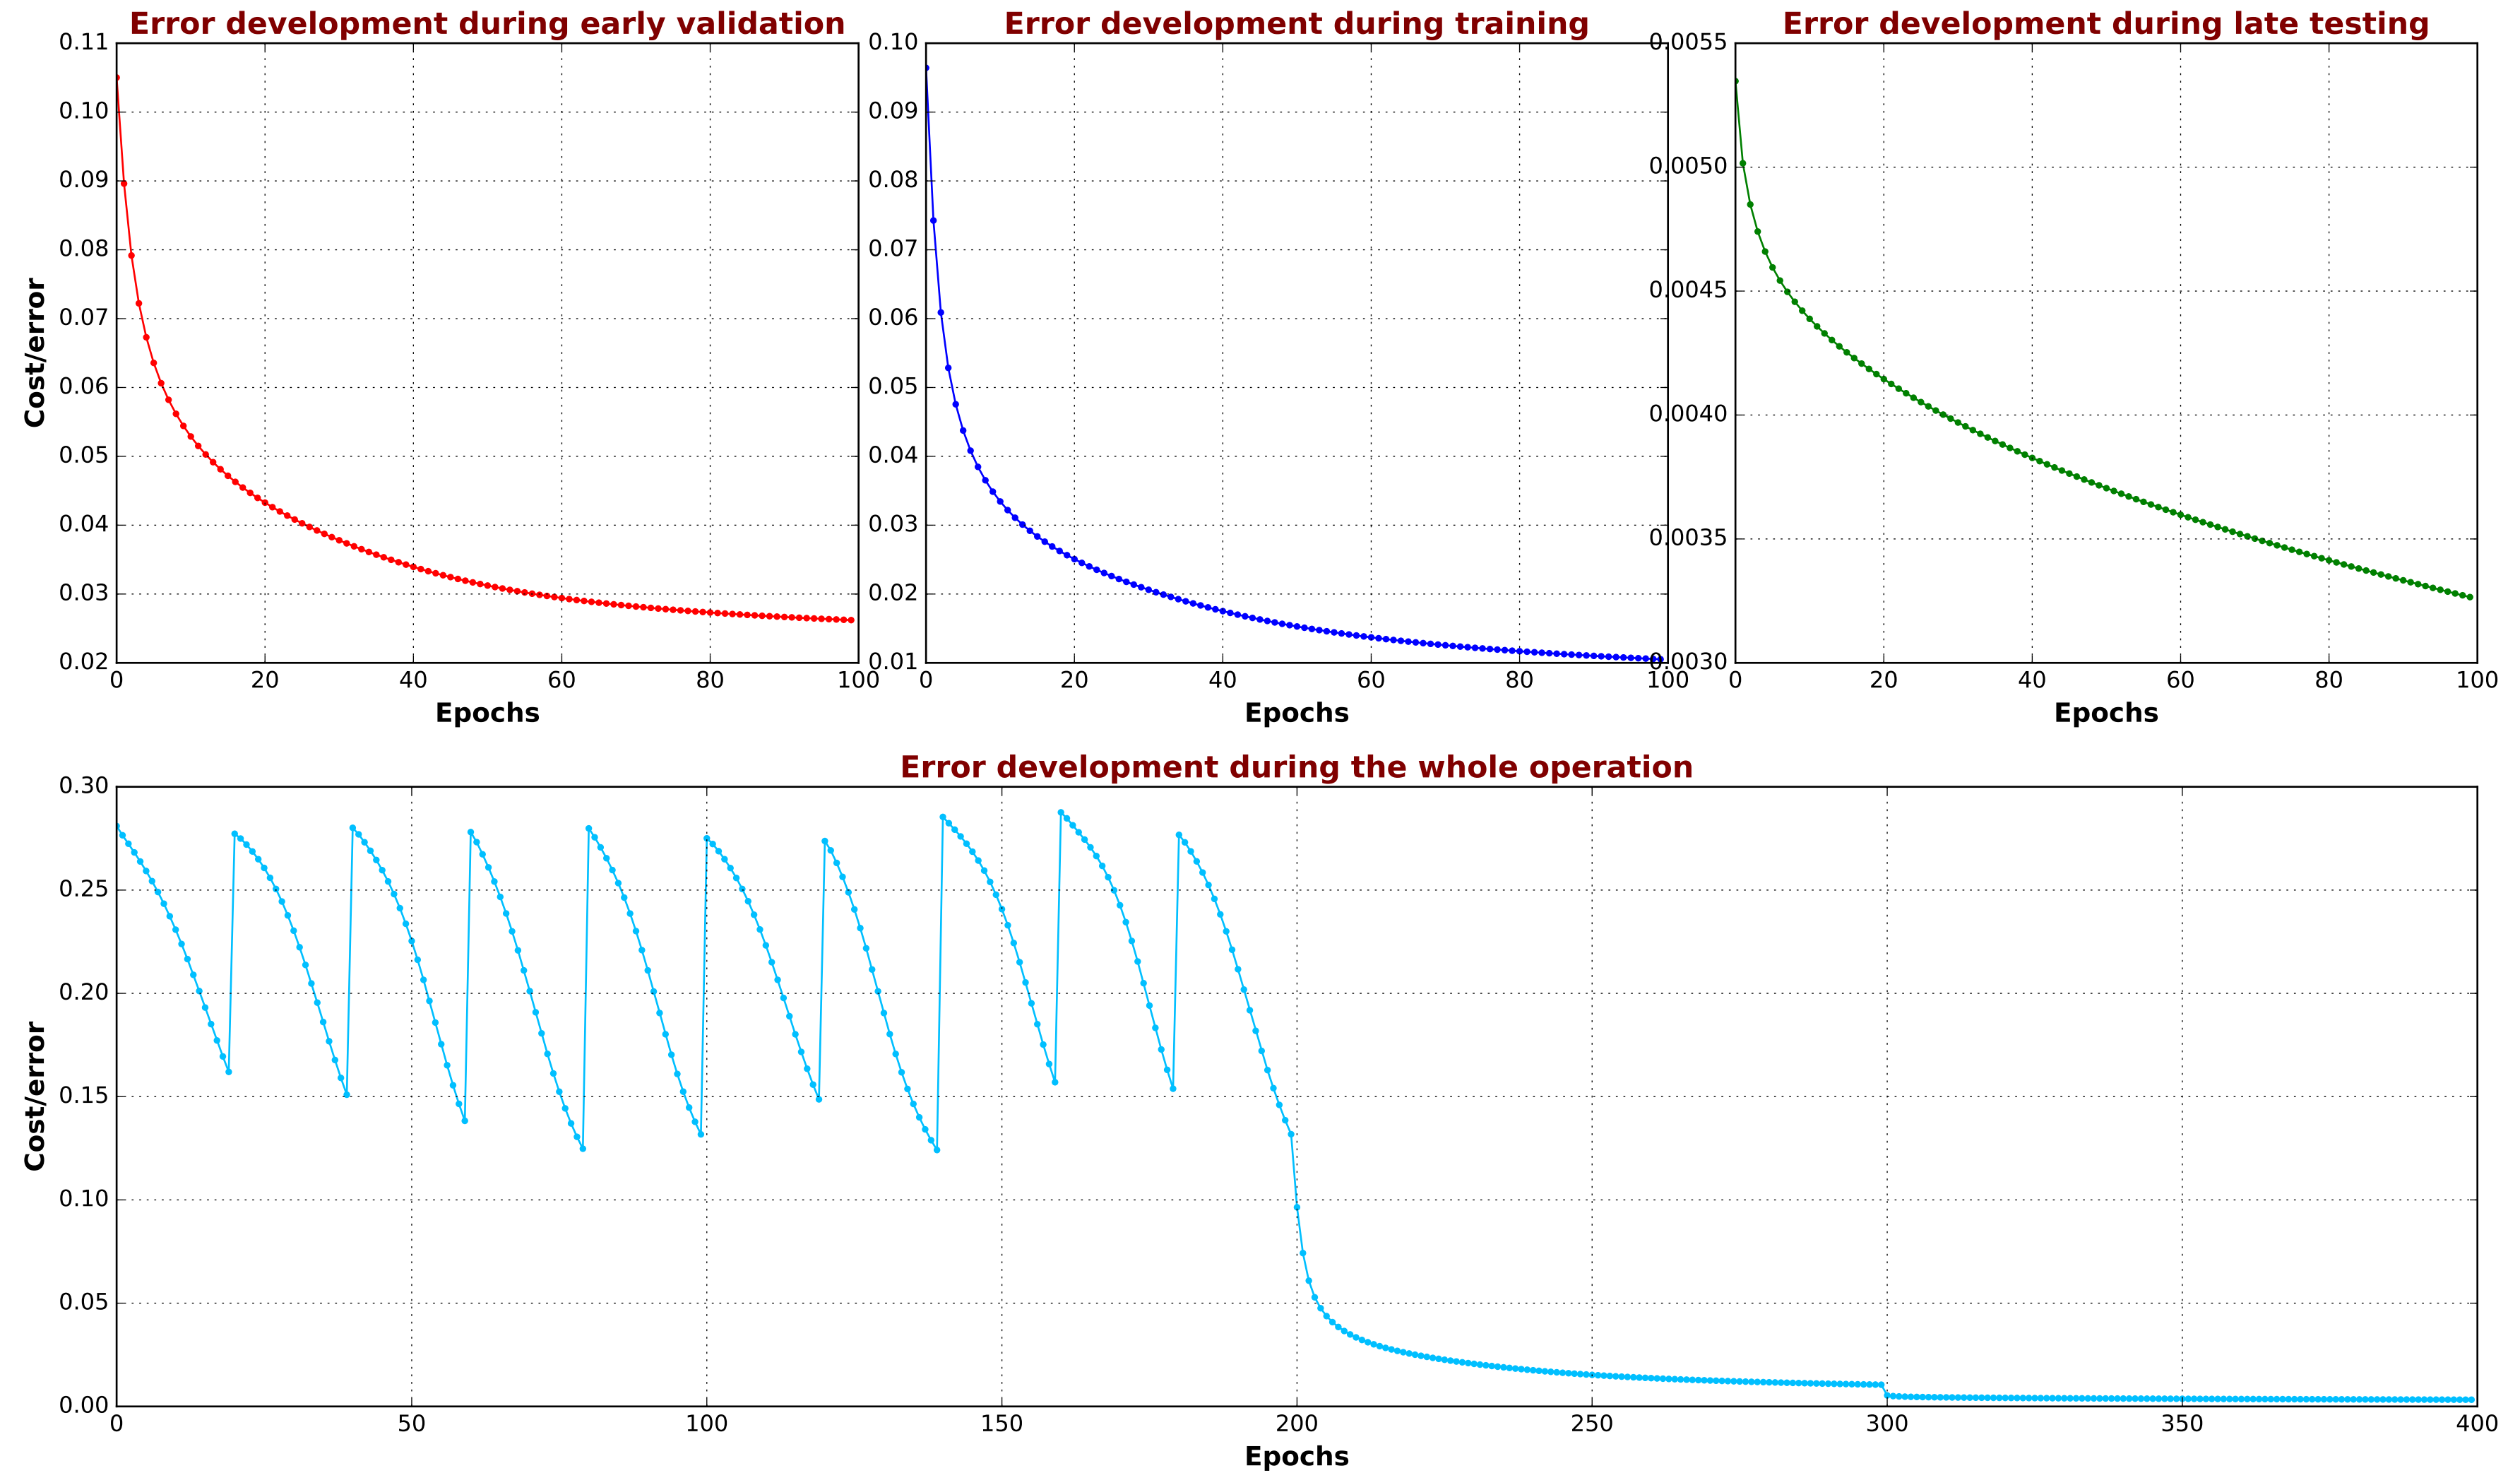 Error development during early validation
Error development during training
Error development during late testing
0.11
0.10
0.09
0.08
0.07
0.06
0.05
0.04
0.03
0.02
Cost/error
0 20 40 60 80 100
Epochs
0.10
0.09
0.08
0.07
0.06
0.05
0.04
0.03
0.02
0.01
0 20 40 60 80 100
Epochs
0.0055
0.0050
0.0045
0.0040
0.0035
0.0030
0 20 40 60 80 100
Epochs
Error development during the whole operation
0.30
0.25
0.20
0.15
0.10
0.05
0.00
Cost/error
0 50 100 150 200 250 300 350 400
Epochs